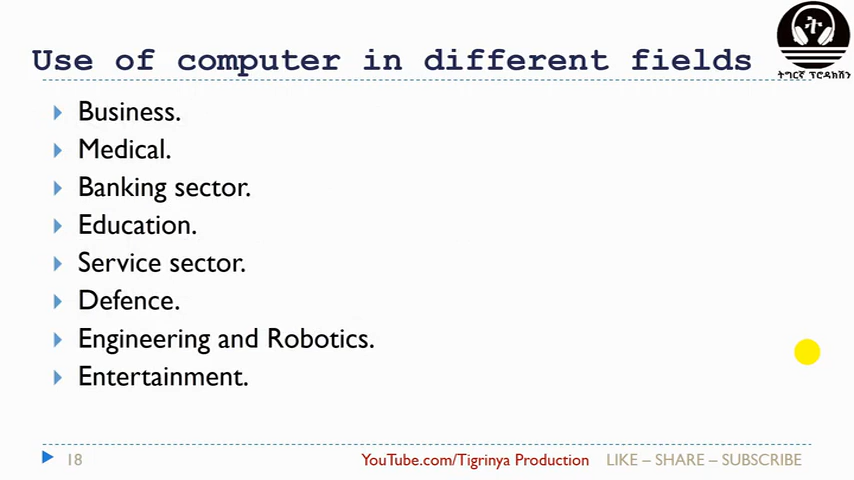 Use of computer in different fields
ት
ትግርኛ ፕሮዳክሽን
Business.
Medical.
Banking sector.
Education.
Service sector.
Defence.
Engineering and Robotics.
Entertainment.
18
YouTube.com/Tigrinya Production
LIKE – SHARE – SUBSCRIBE